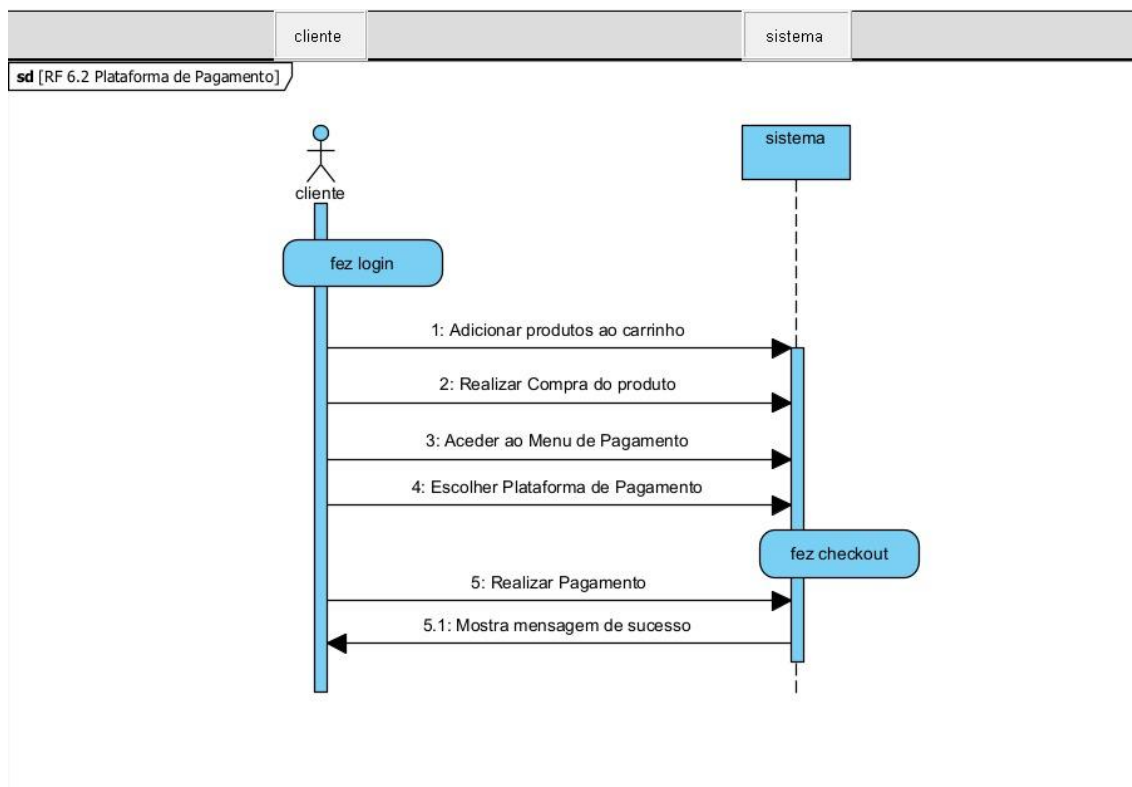 cliente
sistema
sd [RF 6.2 Plataforma de Pagamento]
sistema
cliente
fez login
1: Adicionar produtos ao carrinho
2: Realizar Compra do produto
3: Aceder ao Menu de Pagamento
4: Escolher Plataforma de Pagamento
fez checkout
5: Realizar Pagamento
5.1: Mostra mensagem de sucesso